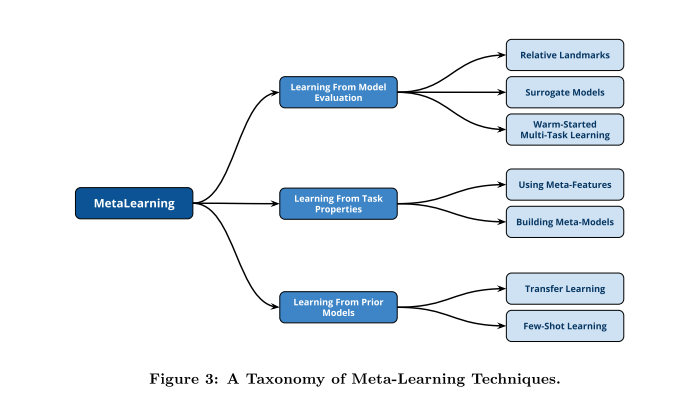 Relative Landmarks
Learning From Model
Evaluation
Surrogate Models
Warm-Started
Multi-Task Learning
MetaLearning
Using Meta-Features
Learning From Task
Properties
Building Meta-Models
Transfer Learning
Learning From Prior
Models
Few-Shot Learning
Figure 3: A Taxonomy of Meta-Learning Techniques.